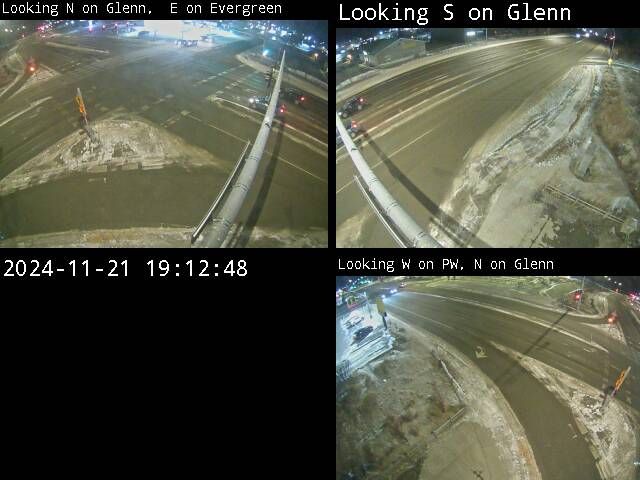 Looking N on Glenn,  E on Evergreen
Looking S on Glenn
2024-11-21 19:12:48
Looking W on PW, N on Glenn